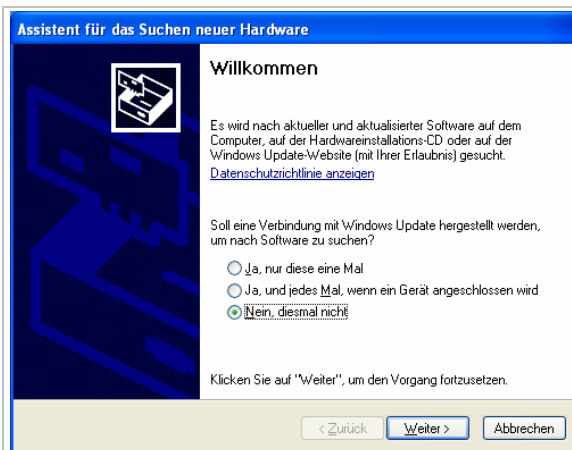 Assistent für das Suchen neuer Hardware
Willkommen
Es wird nach aktueller und aktualisierter Software auf dem
Computer, auf der Hardwareinstallations-CD oder auf der
Windows Update-Website (mit Ihrer Erlaubnis) gesucht.
Datenschutzrichtlinie anzeigen
Soll eine Verbindung mit Windows Update hergestellt werden,
um nach Software zu suchen?
Ja, nur diese eine Mal
Ja, und jedes Mal, wenn ein Gerät angeschlossen wird
Nein, diesmal nicht
Klicken Sie auf "Weiter", um den Vorgang fortzusetzen.
< Zurück Weiter > Abbrechen